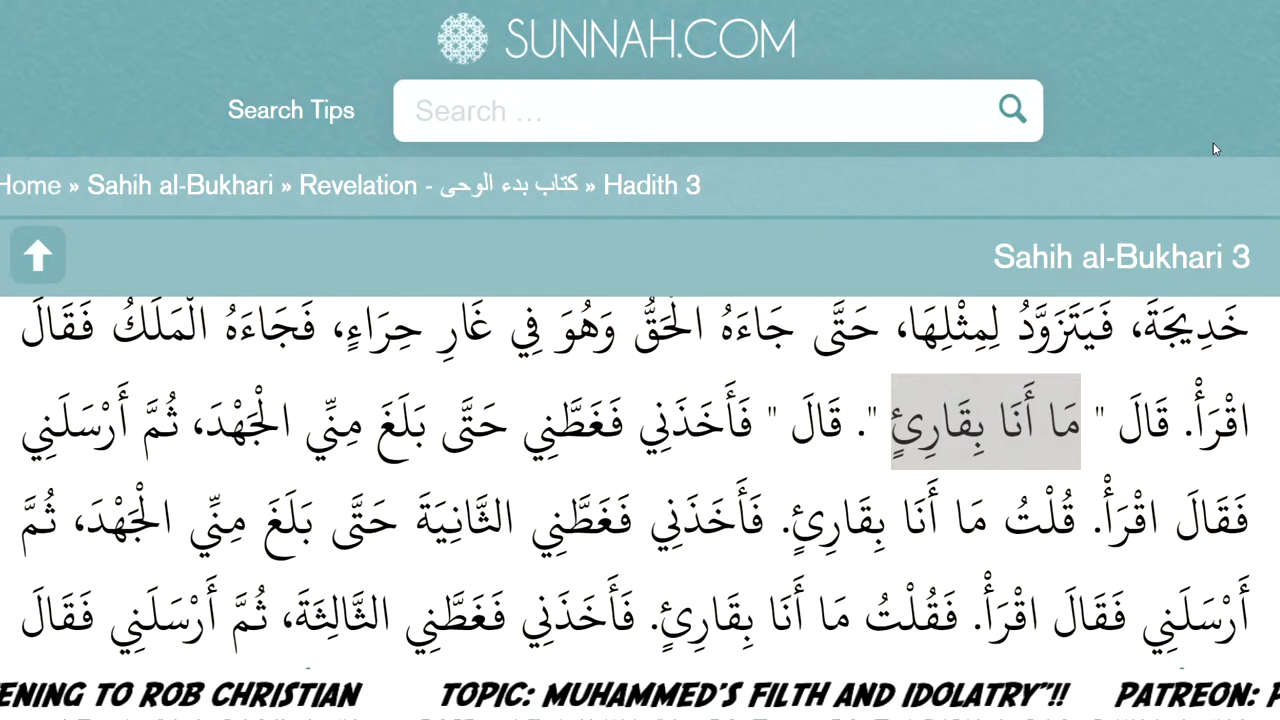 SUNNAH.COM
Search Tips
Search ...
Home » Sahih al-Bukhari » Revelation - كتاب بدء الوحى » Hadith 3
Sahih al-Bukhari 3
خَدِيجَةَ، فَيَتَزَوَّدُ لِمِثْلِهَا، حَتَّى جَاءَهُ الْحَقُّ وَهُوَ فِي غَارِ حِرَاءٍ، فَجَاءَهُ الْمَلَكُ فَقَالَ
اقْرَأْ. قَالَ " مَا أَنَا بِقَارِئٍ ". قَالَ " فَأَخَذَنِي فَغَطَّنِي حَتَّى بَلَغَ مِنِّي الْجَهْدَ، ثُمَّ أَرْسَلَنِي
فَقَالَ اقْرَأْ. قُلْتُ مَا أَنَا بِقَارِئٍ. فَأَخَذَنِي فَغَطَّنِي الثَّانِيَةَ حَتَّى بَلَغَ مِنِّي الْجَهْدَ، ثُمَّ
أَرْسَلَنِي فَقَالَ اقْرَأْ. فَقُلْتُ مَا أَنَا بِقَارِئٍ. فَأَخَذَنِي فَغَطَّنِي الثَّالِثَةَ، ثُمَّ أَرْسَلَنِي فَقَالَ
ENING TO ROB CHRISTIAN TOPIC: MUHAMMED'S FILTH AND IDOLATRY"!! PATREON: